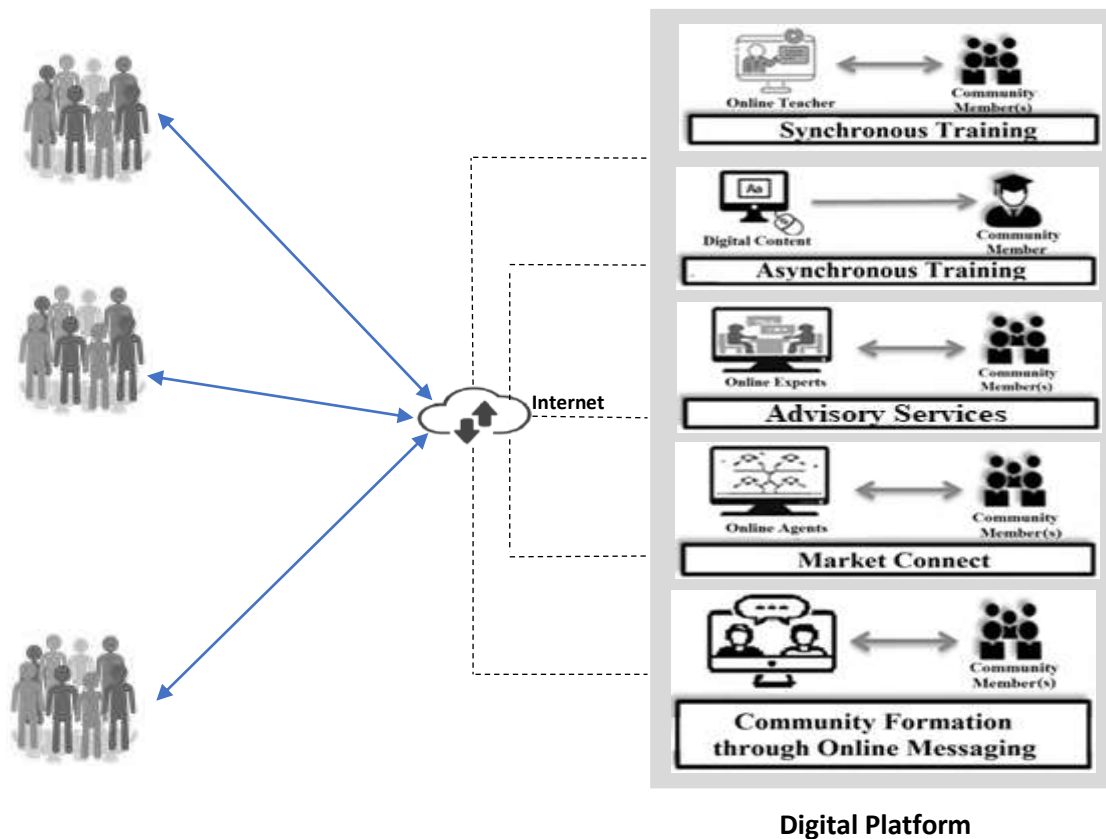 Online Teacher
Community
Member(s)
Synchronous Training
Aa
Digital Content
Community
Member
Asynchronous Training
Online Experts
Community
Member(s)
Advisory Services
Internet
Online Agents
Community
Member(s)
Market Connect
Community
Member(s)
Community Formation
through Online Messaging
Digital Platform